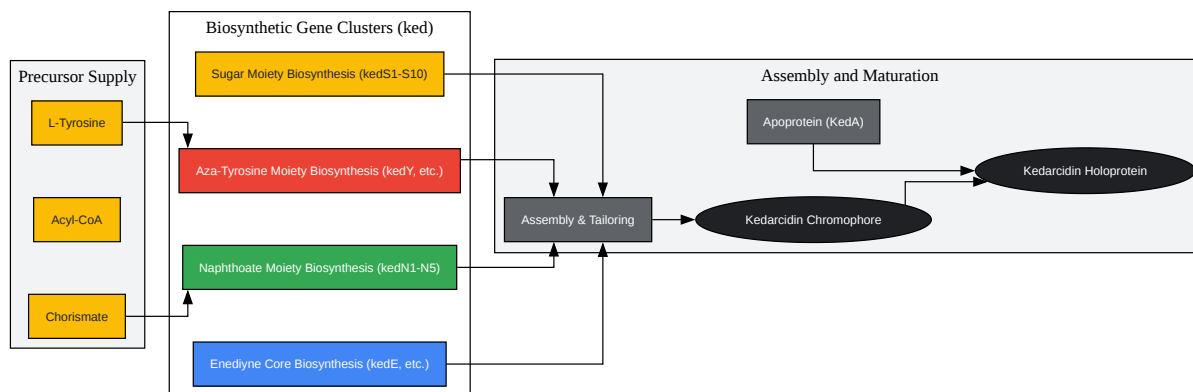 Biosynthetic Gene Clusters (ked)
Precursor Supply
Sugar Moiety Biosynthesis (kedS1-S10)
Assembly and Maturation
L-Tyrosine
Apoprotein (KedA)
Aza-Tyrosine Moiety Biosynthesis (kedY, etc.)
Kedarcidin Holoprotein
Acyl-CoA
Assembly & Tailoring
Kedarcidin Chromophore
Naphthoate Moiety Biosynthesis (kedN1-N5)
Chorismate
Enediyne Core Biosynthesis (kedE, etc.)